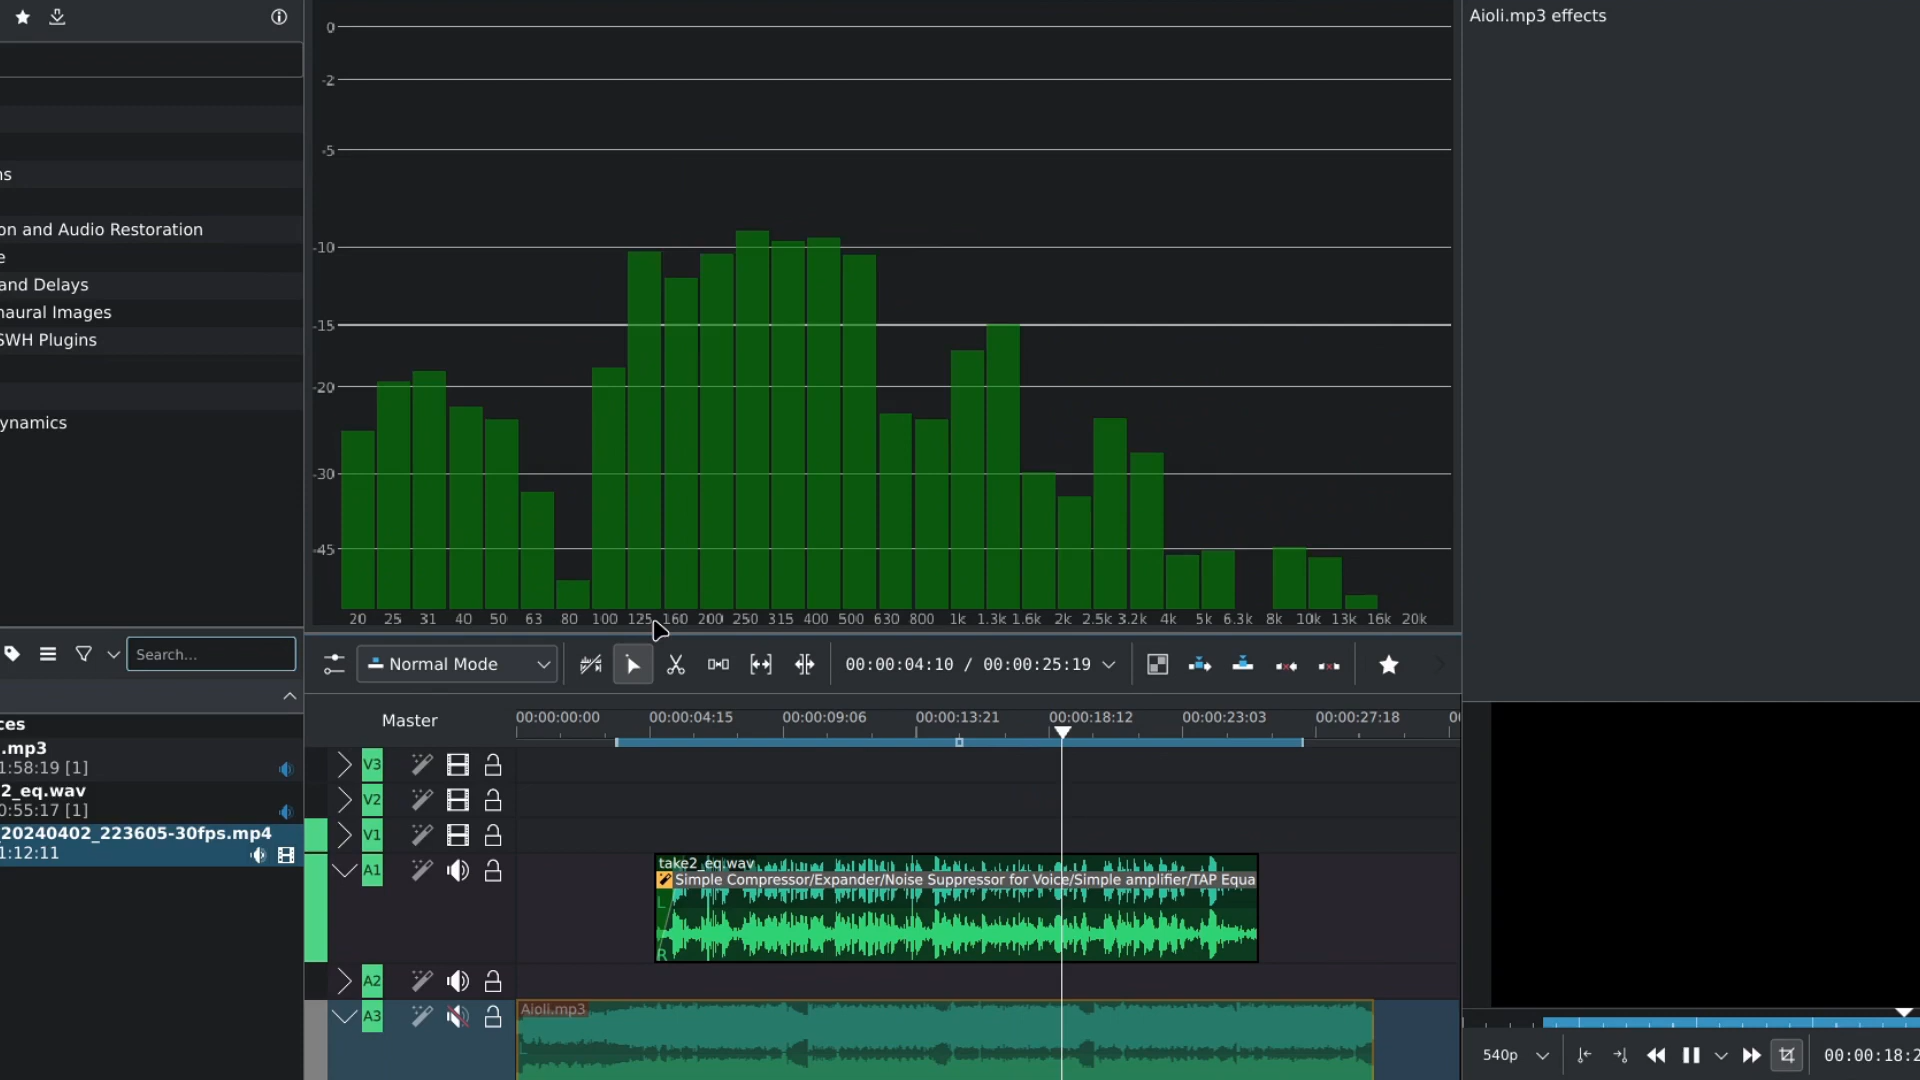 0
-2
-5
-10
-15
-20
-30
-45
20 25 31 40 50 63 80 100 125 160 200 250 315 400 500 630 800 1k 1.3k 1.6k 2k 2.5k 3.2k 4k 5k 6.3k 8k 10k 13k 16k 20k
Aioli.mp3 effects
ns
on and Audio Restoration
e
and Delays
naural Images
SWH Plugins
ynamics
Search...
Normal Mode
00:00:04:10 / 00:00:25:19
ces
.mp3
1:58:19 [1]
2_eq.wav
0:55:17 [1]
20240402_223605-30fps.mp4
1:12:11
Master
00:00:00:00 00:00:04:15 00:00:09:06 00:00:13:21 00:00:18:12 00:00:23:03 00:00:27:18 00
V3
V2
V1
A1
take2_eq.wav
Simple Compressor/Expander/Noise Suppressor for Voice/Simple amplifier/TAP Equa
L
R
A2
A3
Aioli.mp3
540p
00:00:18:2